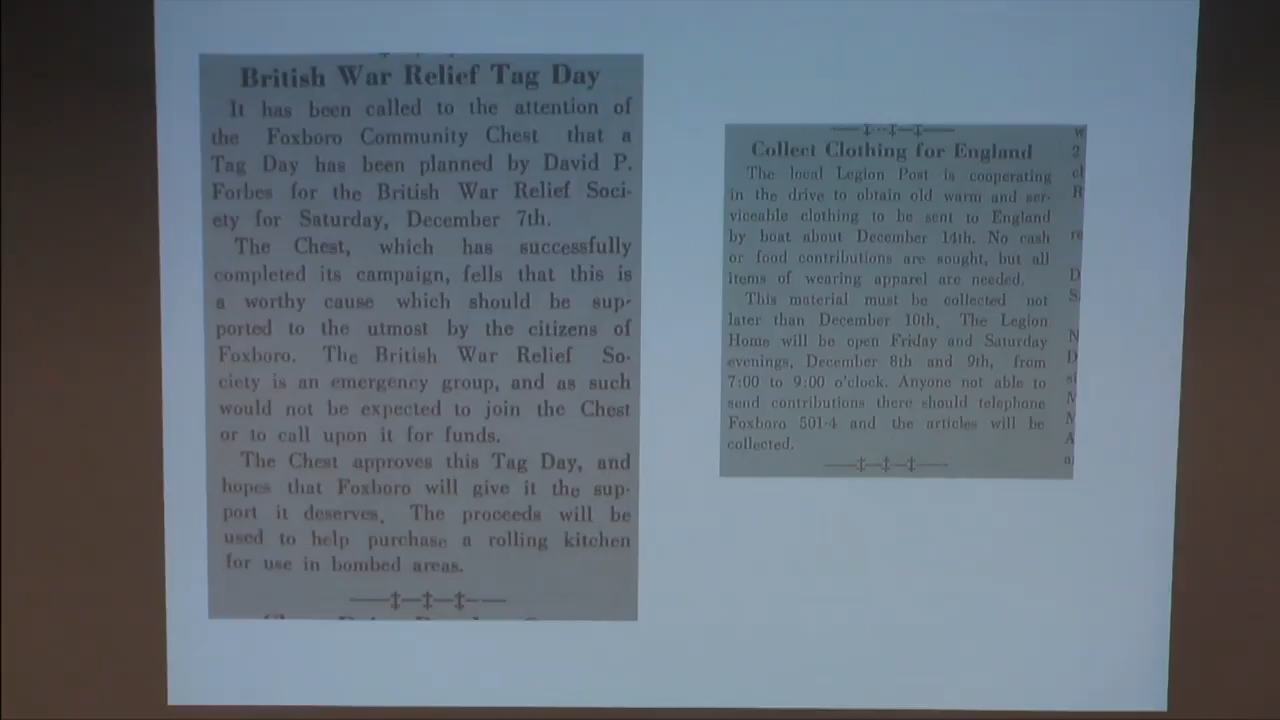 British War Relief Tag Day
It has been called to the attention of
the Foxboro Community Chest that a
Tag Day has been planned by David P.
Forbes for the British War Relief Soci-
ety for Saturday, December 7th.
The Chest, which has successfully
completed its campaign, fells that this is
a worthy cause which should be sup-
ported to the utmost by the citizens of
Foxboro. The British War Relief So-
ciety is an emergency group, and as such
would not be expected to join the Chest
or to call upon it for funds.
The Chest approves this Tag Day, and
hopes that Foxboro will give it the sup-
port it deserves. The proceeds will be
used to help purchase a rolling kitchen
for use in bombed areas.
Collect Clothing for England
The local Legion Post is cooperating
in the drive to obtain old warm and ser-
viceable clothing to be sent to England
by boat about December 14th. No cash
or food contributions are sought, but all
items of wearing apparel are needed.
This material must be collected not
later than December 10th. The Legion
Home will be open Friday and Saturday
evenings, December 8th and 9th, from
7:00 to 9:00 o'clock. Anyone not able to
send contributions there should telephone
Foxboro 501-4 and the articles will be
collected.